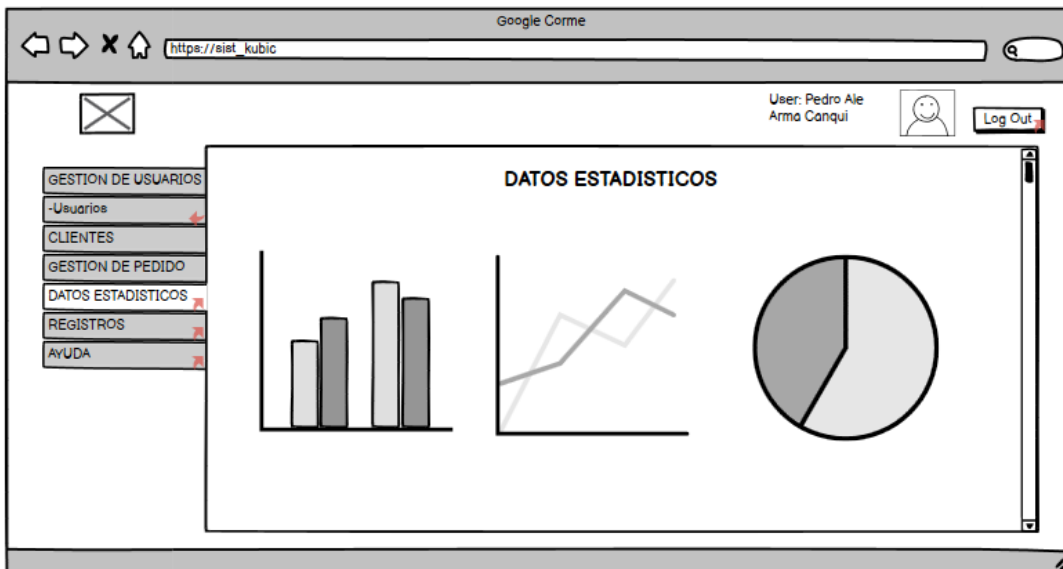 Google Corme
https://sist_kubic
User: Pedro Ale
Arma Canqui
Log Out
GESTION DE USUARIOS
-Usuarios
CLIENTES
GESTION DE PEDIDO
DATOS ESTADISTICOS
REGISTROS
AYUDA
DATOS ESTADISTICOS